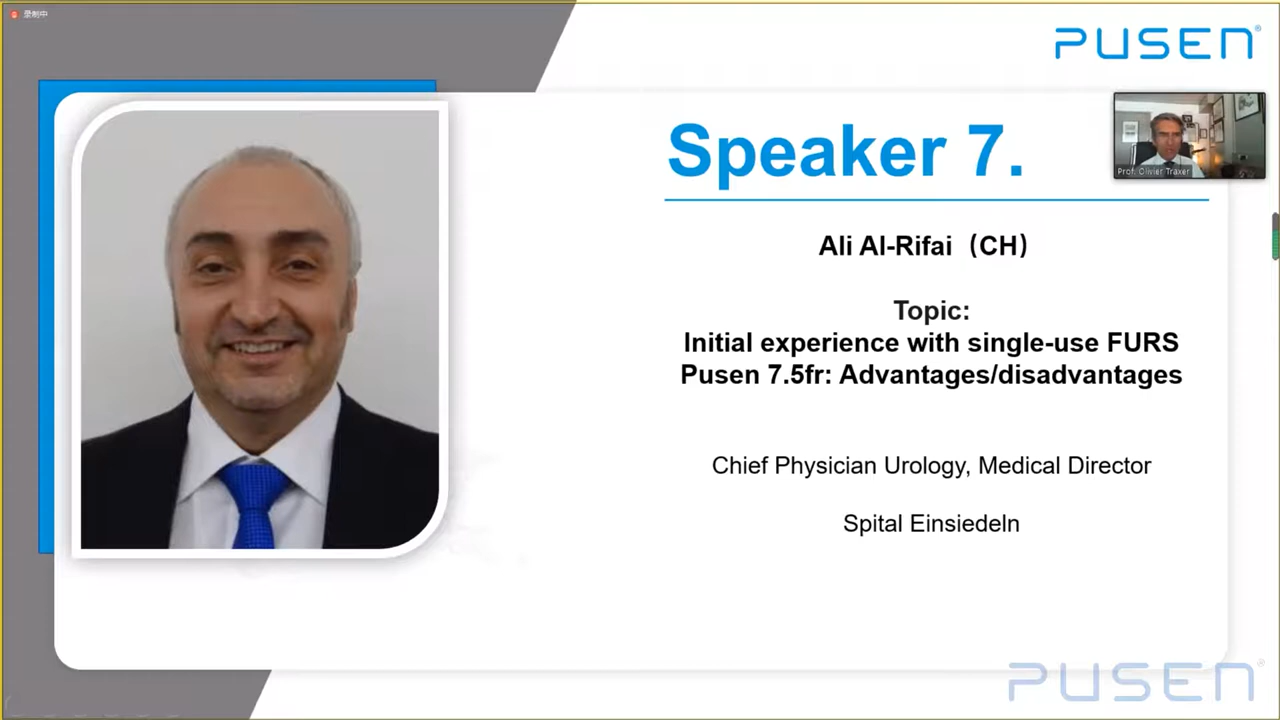 录制中
PUSEN®
Speaker 7.
Prof. Olivier Traxer
Ali Al-Rifai（CH）
Topic:
Initial experience with single-use FURS
Pusen 7.5fr: Advantages/disadvantages
Chief Physician Urology, Medical Director
Spital Einsiedeln
PUSEN®